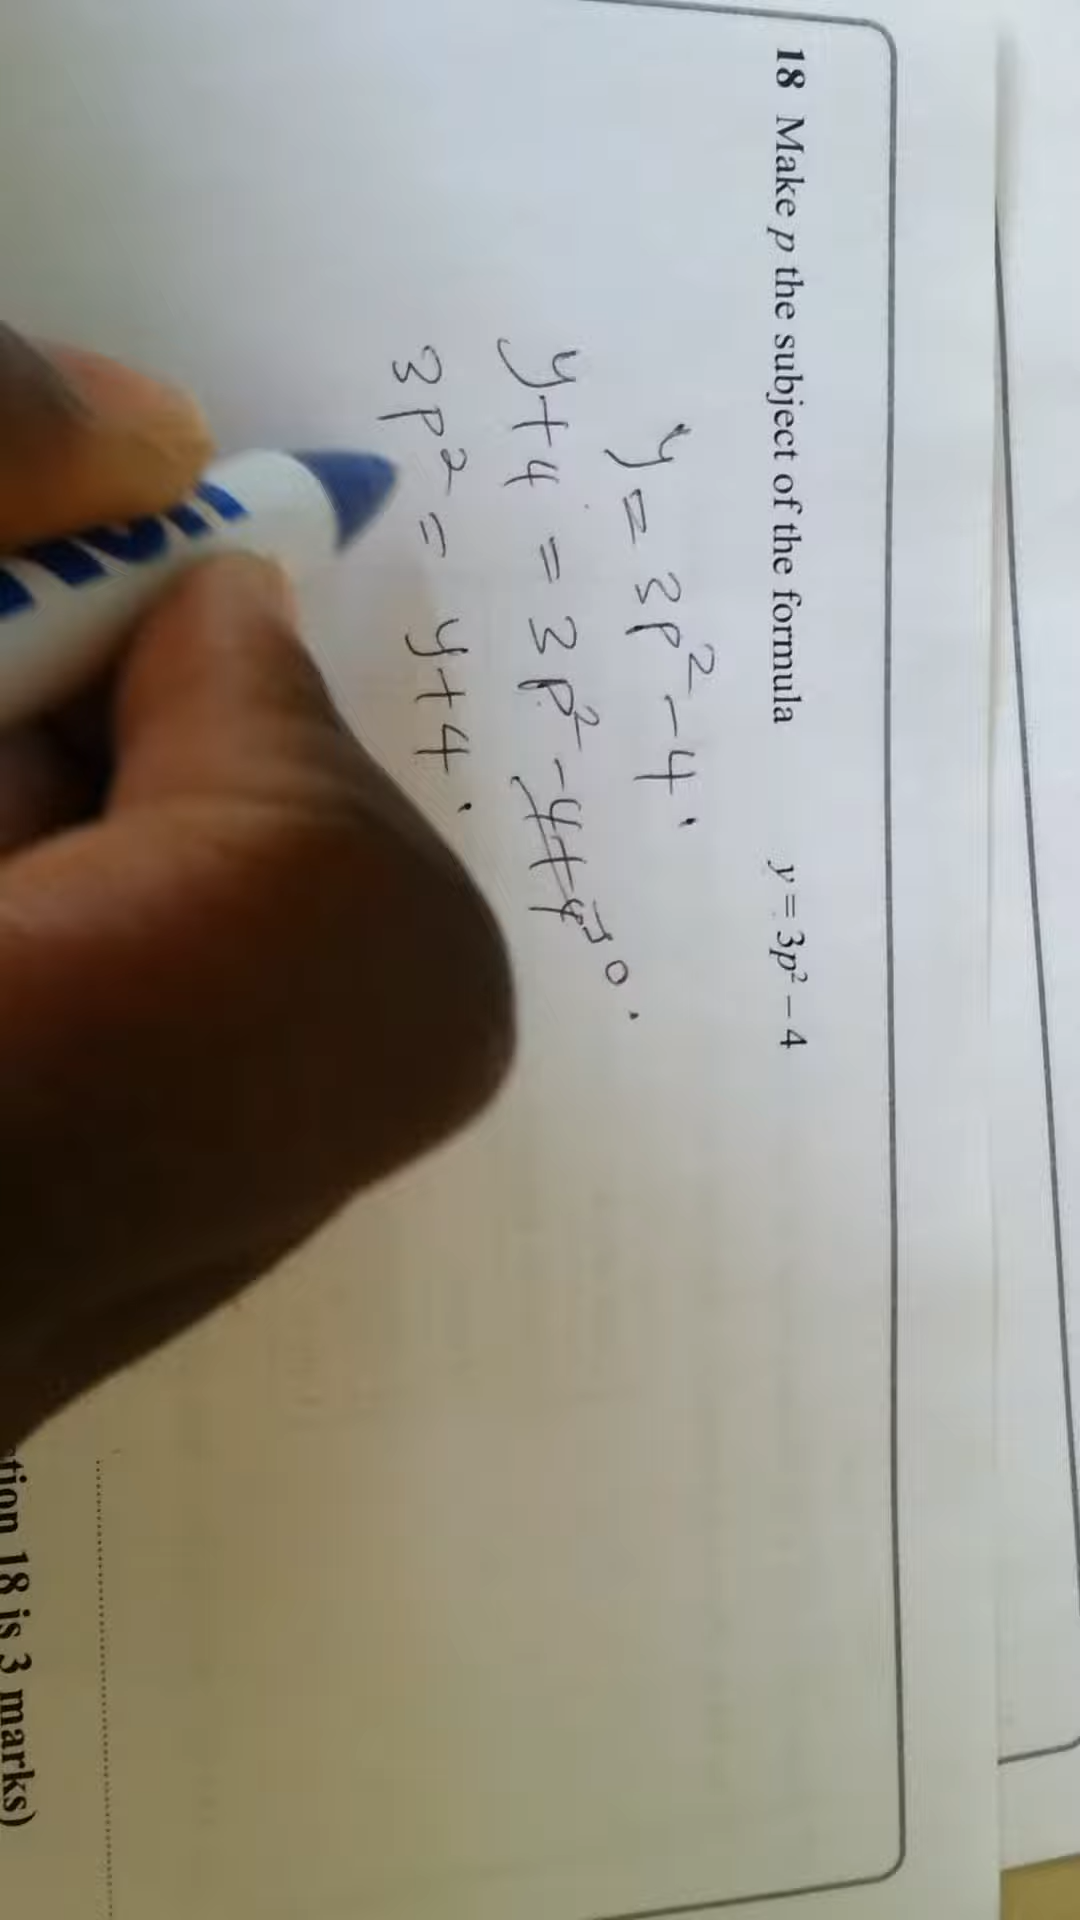 18 Make p the subject of the formula y = 3p² – 4
y = 3p² - 4.
y+4 = 3p² - 4+4 = 0.
3p² = y+4.
tion 18 is 3 marks)